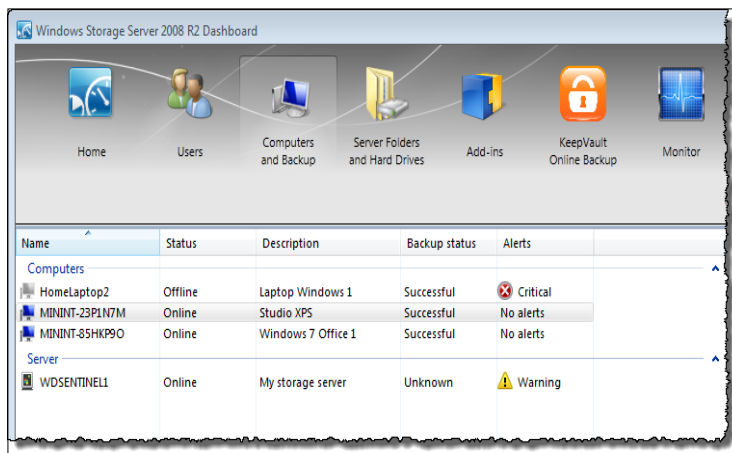 Windows Storage Server 2008 R2 Dashboard
Home
Users
Computers
and Backup
Server Folders
and Hard Drives
Add-ins
KeepVault
Online Backup
Monitor
Name Status Description Backup status Alerts
Computers
HomeLaptop2 Offline Laptop Windows 1 Successful Critical
MININT-23P1N7M Online Studio XPS Successful No alerts
MININT-85HKP9O Online Windows 7 Office 1 Successful No alerts
Server
WDSENTINEL1 Online My storage server Unknown Warning